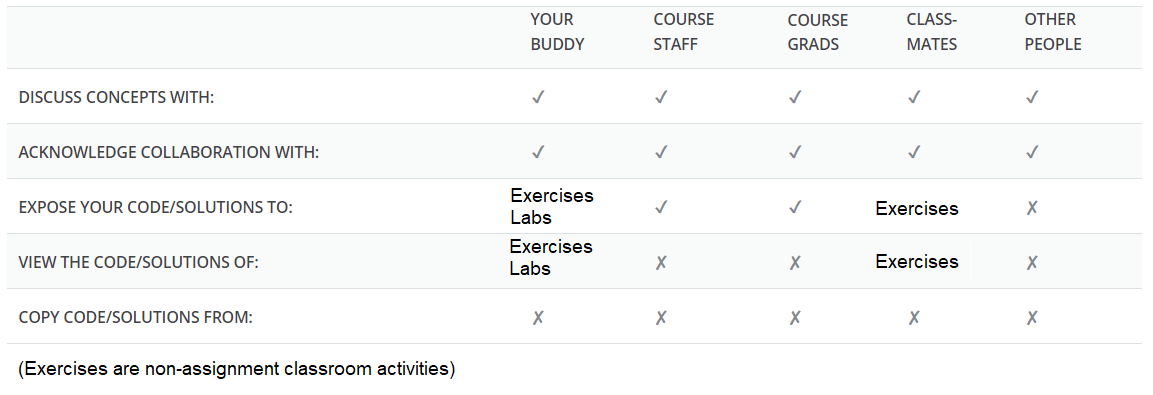 YOUR BUDDY COURSE STAFF COURSE GRADS CLASS-MATES OTHER PEOPLE
DISCUSS CONCEPTS WITH: ✓ ✓ ✓ ✓ ✓
ACKNOWLEDGE COLLABORATION WITH: ✓ ✓ ✓ ✓ ✓
EXPOSE YOUR CODE/SOLUTIONS TO: Exercises Labs ✓ ✓ Exercises ✗
VIEW THE CODE/SOLUTIONS OF: Exercises Labs ✗ ✗ Exercises ✗
COPY CODE/SOLUTIONS FROM: ✗ ✗ ✗ ✗ ✗
(Exercises are non-assignment classroom activities)